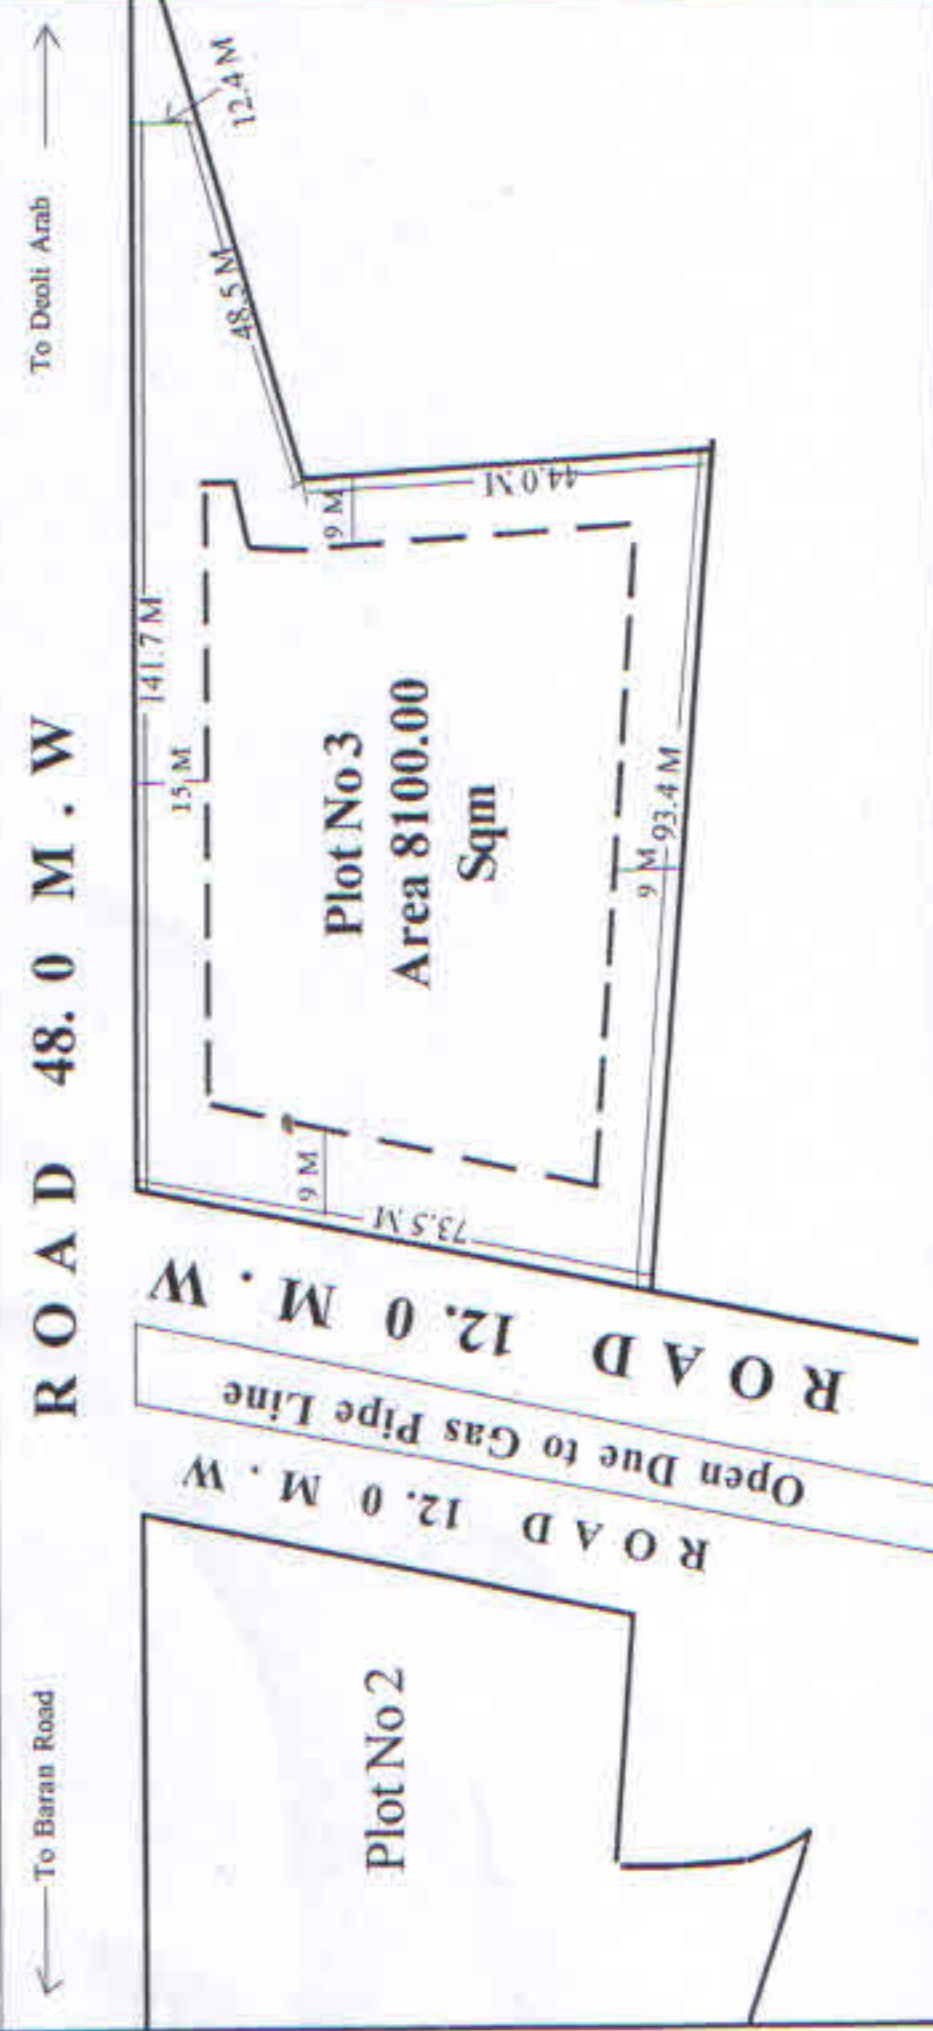 ← To Baran Road
To Deoli Arab →
ROAD 48.0 M.W
141.7 M
15 M
12.4 M
48.5 M
9 M
44.0 M
Plot No 3
Area 8100.00
Sqm
9 M
73.5 M
9 M
93.4 M
ROAD 12.0 M.W
Open Due to Gas Pipe Line
ROAD 12.0 M.W
Plot No 2